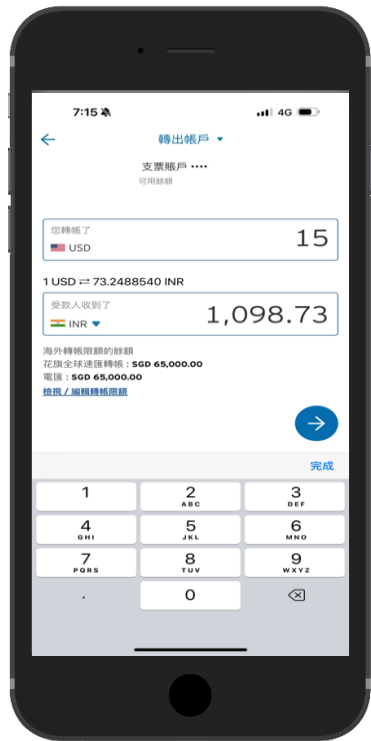 7:15
4G
轉出帳戶
支票賬戶 ••••
可用餘額
您轉帳了
USD
15
1 USD ⇌ 73.2488540 INR
受款人收到了
INR
1,098.73
海外轉帳限額的餘額
花旗全球速匯轉帳：SGD 65,000.00
電匯：SGD 65,000.00
檢視 / 編輯轉帳限額
完成
1
2 ABC
3 DEF
4 GHI
5 JKL
6 MNO
7 PQRS
8 TUV
9 WXYZ
.
0